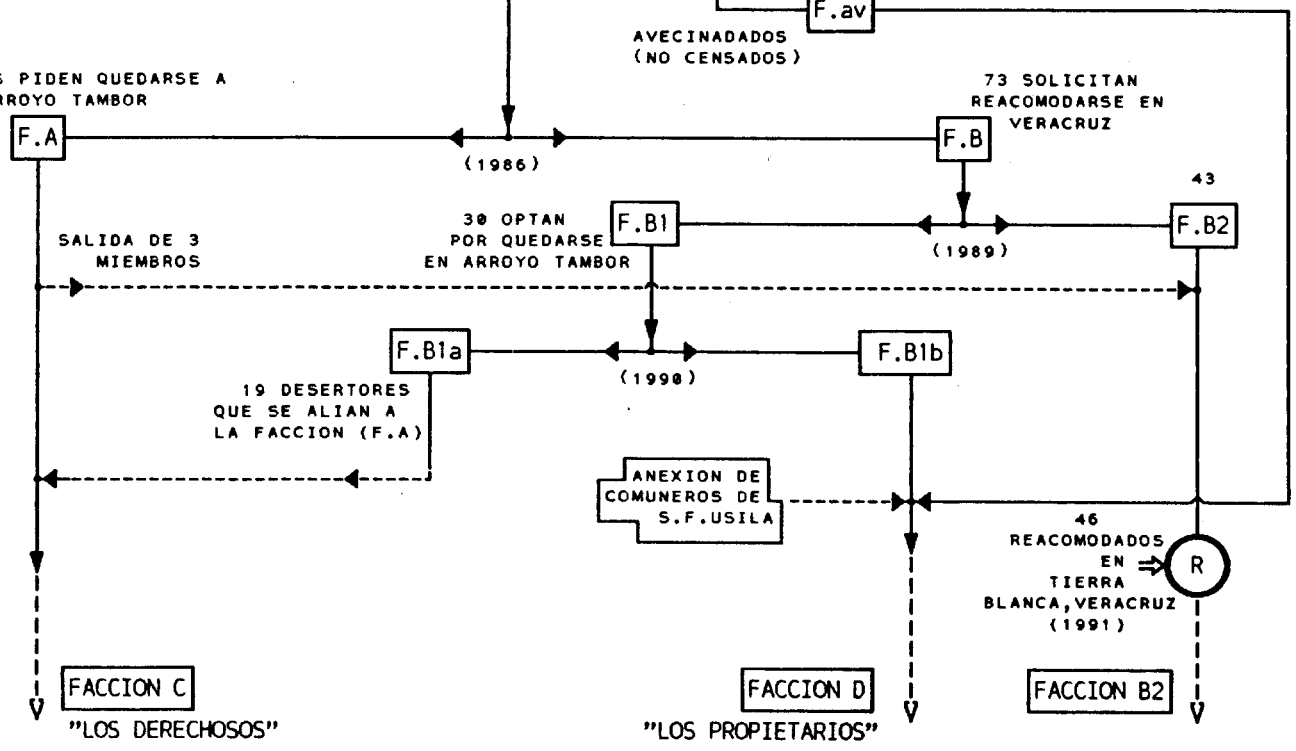 F.av
AVECINADADOS
(NO CENSADOS)
PIDEN QUEDARSE A
TAMBOR
F.A
(1986)
73 SOLICITAN
REACOMODARSE EN
VERACRUZ
F.B
43
30 OPTAN
POR QUEDARSE
EN ARROYO TAMBOR
F.B1
(1989)
F.B2
SALIDA DE 3
MIEMBROS
F.B1a
(1990)
F.B1b
19 DESERTORES
QUE SE ALIAN A
LA FACCION (F.A)
ANEXION DE
COMUNEROS DE
S.F.USILA
46
REACOMODADOS
EN
TIERRA
BLANCA,VERACRUZ
(1991)
R
FACCION C
"LOS DERECHOSOS"
FACCION D
"LOS PROPIETARIOS"
FACCION B2